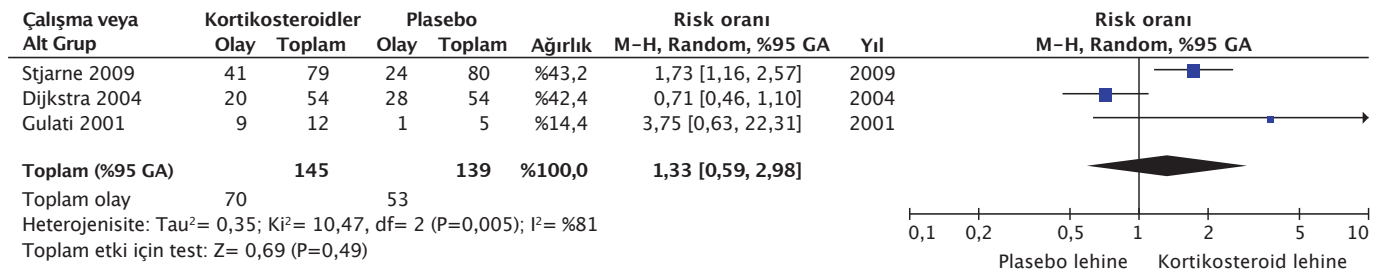 Çalışma veya Kortikosteroidler Plasebo Risk oranı Risk oranı
Alt Grup Olay Toplam Olay Toplam Ağırlık M-H, Random, %95 GA Yıl M-H, Random, %95 GA
Stjarne 2009 41 79 24 80 %43,2 1,73 [1,16, 2,57] 2009
Dijkstra 2004 20 54 28 54 %42,4 0,71 [0,46, 1,10] 2004
Gulati 2001 9 12 1 5 %14,4 3,75 [0,63, 22,31] 2001
Toplam (%95 GA) 145 139 %100,0 1,33 [0,59, 2,98]
Toplam olay 70 53
Heterojenisite: Tau²= 0,35; Ki²= 10,47, df= 2 (P=0,005); I²= %81
Toplam etki için test: Z= 0,69 (P=0,49)
0,1 0,2 0,5 1 2 5 10
Plasebo lehine Kortikosteroid lehine